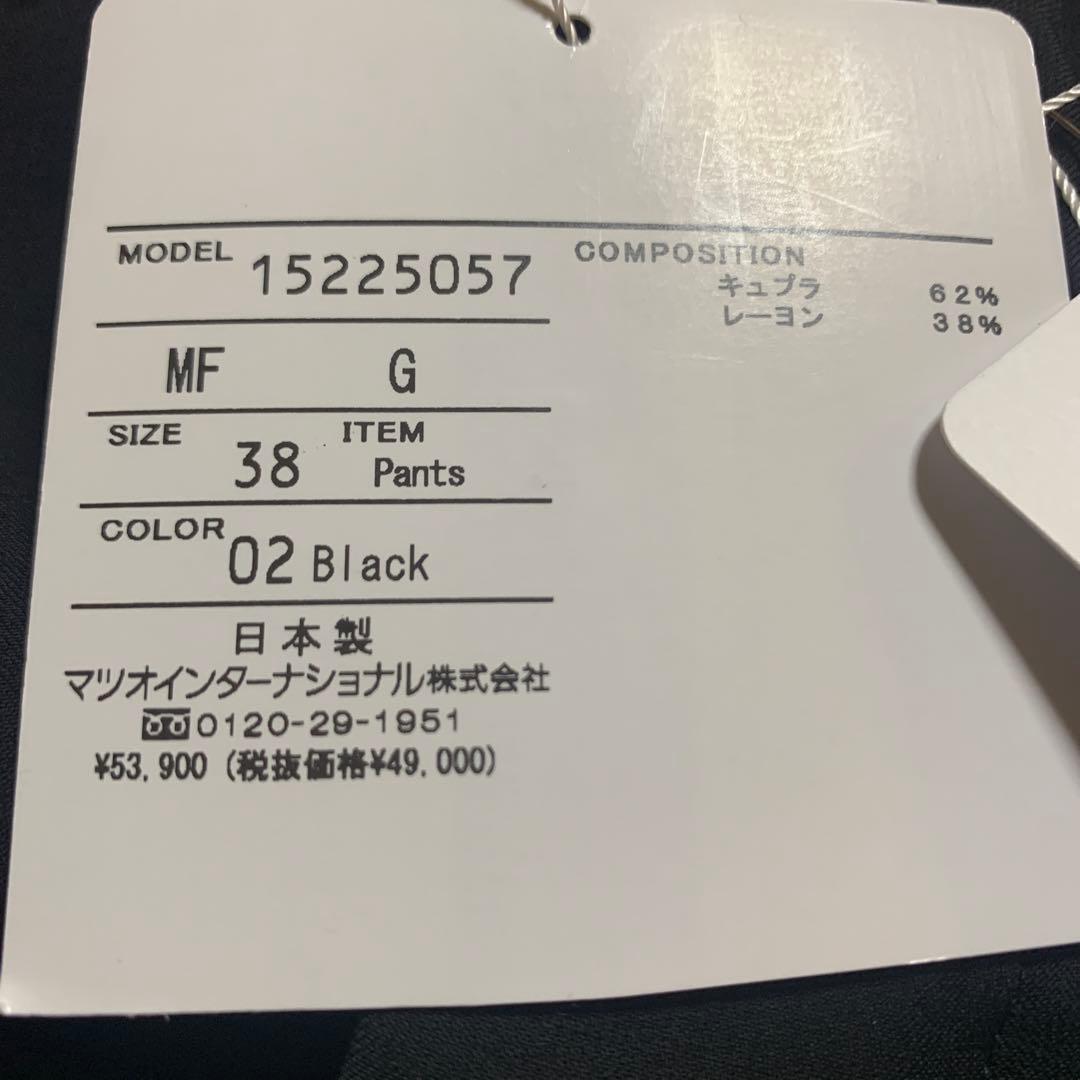 MODEL 15225057
MF G
SIZE 38 ITEM Pants
COLOR 02 Black
日本製
マツオインターナショナル株式会社
0120-29-1951
¥53,900 (税抜価格¥49,000)
COMPOSITION
キュプラ 62%
レーヨン 38%